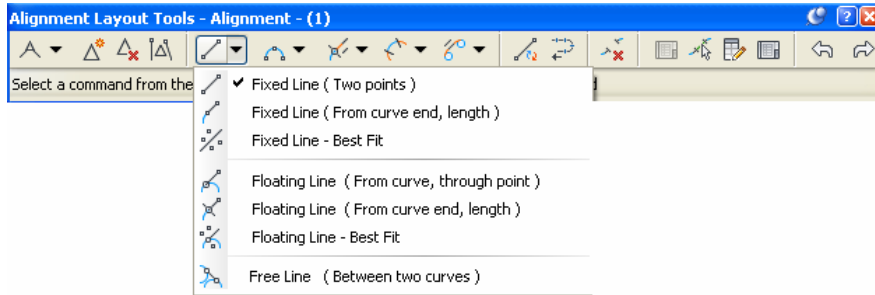 Alignment Layout Tools - Alignment - (1)
Select a command from the
Fixed Line ( Two points )
Fixed Line ( From curve end, length )
Fixed Line - Best Fit
Floating Line ( From curve, through point )
Floating Line ( From curve end, length )
Floating Line - Best Fit
Free Line ( Between two curves )